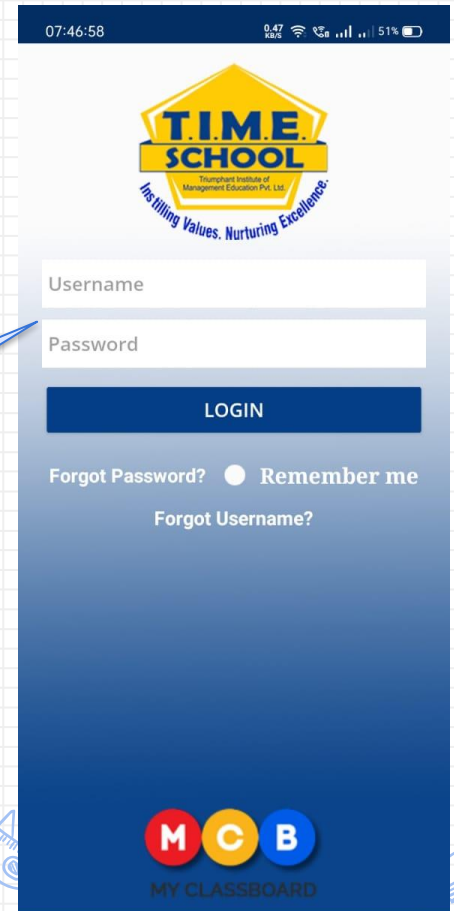 07:46:58 0.47 KB/S 51%
T.I.M.E.
SCHOOL
Triumphant Institute of
Management Education Pvt. Ltd.
Instilling Values. Nurturing Excellence.
Username
Password
LOGIN
Forgot Password? Remember me
Forgot Username?
M C B
MY CLASSBOARD